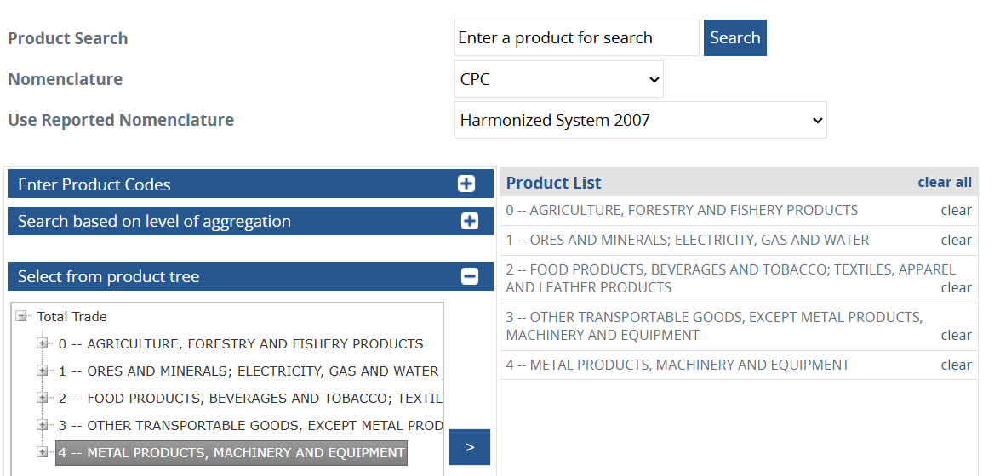 Product Search
Enter a product for search
Search
Nomenclature
CPC
Use Reported Nomenclature
Harmonized System 2007
Enter Product Codes
Search based on level of aggregation
Select from product tree
Total Trade
0 -- AGRICULTURE, FORESTRY AND FISHERY PRODUCTS
1 -- ORES AND MINERALS; ELECTRICITY, GAS AND WATER
2 -- FOOD PRODUCTS, BEVERAGES AND TOBACCO; TEXTIL
3 -- OTHER TRANSPORTABLE GOODS, EXCEPT METAL PROD
4 -- METAL PRODUCTS, MACHINERY AND EQUIPMENT
>
Product List
clear all
0 -- AGRICULTURE, FORESTRY AND FISHERY PRODUCTS
clear
1 -- ORES AND MINERALS; ELECTRICITY, GAS AND WATER
clear
2 -- FOOD PRODUCTS, BEVERAGES AND TOBACCO; TEXTILES, APPAREL
AND LEATHER PRODUCTS
clear
3 -- OTHER TRANSPORTABLE GOODS, EXCEPT METAL PRODUCTS,
MACHINERY AND EQUIPMENT
clear
4 -- METAL PRODUCTS, MACHINERY AND EQUIPMENT
clear